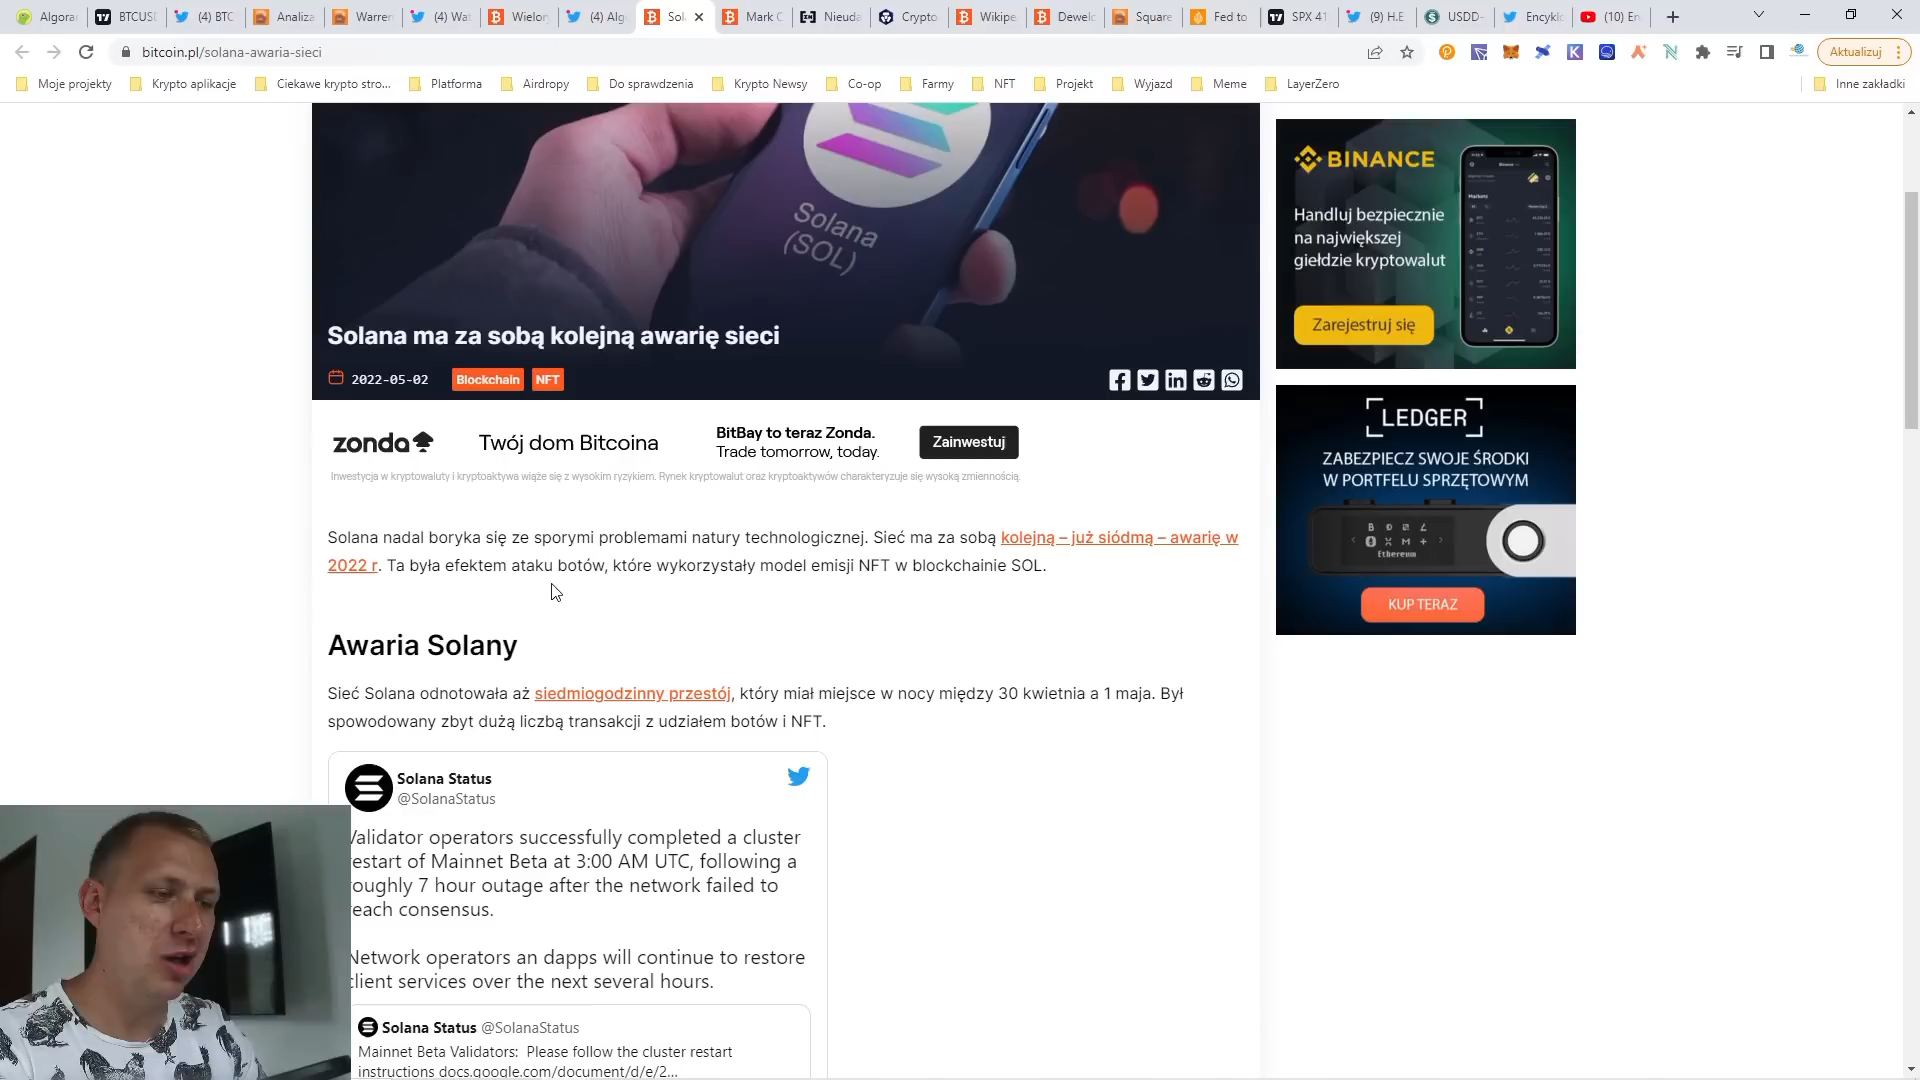 Algorar
BTCUSD
(4) BTC
Analiza
Warren
(4) Wat
Wielon
(4) Algo
Sol
Mark C
Nieuda
Crypto
Wikipe
Dewelo
Square
Fed to
SPX 41
(9) H.E
USDD-
Encyklo
(10) En
bitcoin.pl/solana-awaria-sieci
Aktualizuj
Moje projekty
Krypto aplikacje
Ciekawe krypto stro...
Platforma
Airdropy
Do sprawdzenia
Krypto Newsy
Co-op
Farmy
NFT
Projekt
Wyjazd
Meme
LayerZero
Inne zakładki
Solana
(SOL)
Solana ma za sobą kolejną awarię sieci
2022-05-02
Blockchain
NFT
zonda
Twój dom Bitcoina
BitBay to teraz Zonda.
Trade tomorrow, today.
Zainwestuj
Inwestycja w kryptowaluty i kryptoaktywa wiąże się z wysokim ryzykiem. Rynek kryptowalut oraz kryptoaktywów charakteryzuje się wysoką zmiennością.
Solana nadal boryka się ze sporymi problemami natury technologicznej. Sieć ma za sobą kolejną – już siódmą – awarię w
2022 r. Ta była efektem ataku botów, które wykorzystały model emisji NFT w blockchainie SOL.
Awaria Solany
Sieć Solana odnotowała aż siedmiogodzinny przestój, który miał miejsce w nocy między 30 kwietnia a 1 maja. Był
spowodowany zbyt dużą liczbą transakcji z udziałem botów i NFT.
Solana Status
@SolanaStatus
Validator operators successfully completed a cluster
restart of Mainnet Beta at 3:00 AM UTC, following a
roughly 7 hour outage after the network failed to
reach consensus.
Network operators an dapps will continue to restore
client services over the next several hours.
Solana Status @SolanaStatus
Mainnet Beta Validators: Please follow the cluster restart
instructions docs.google.com/document/d/e/2...
BINANCE
Handluj bezpiecznie
na największej
giełdzie kryptowalut
Zarejestruj się
Markets
LEDGER
ZABEZPIECZ SWOJE ŚRODKI
W PORTFELU SPRZĘTOWYM
Ethereum
KUP TERAZ